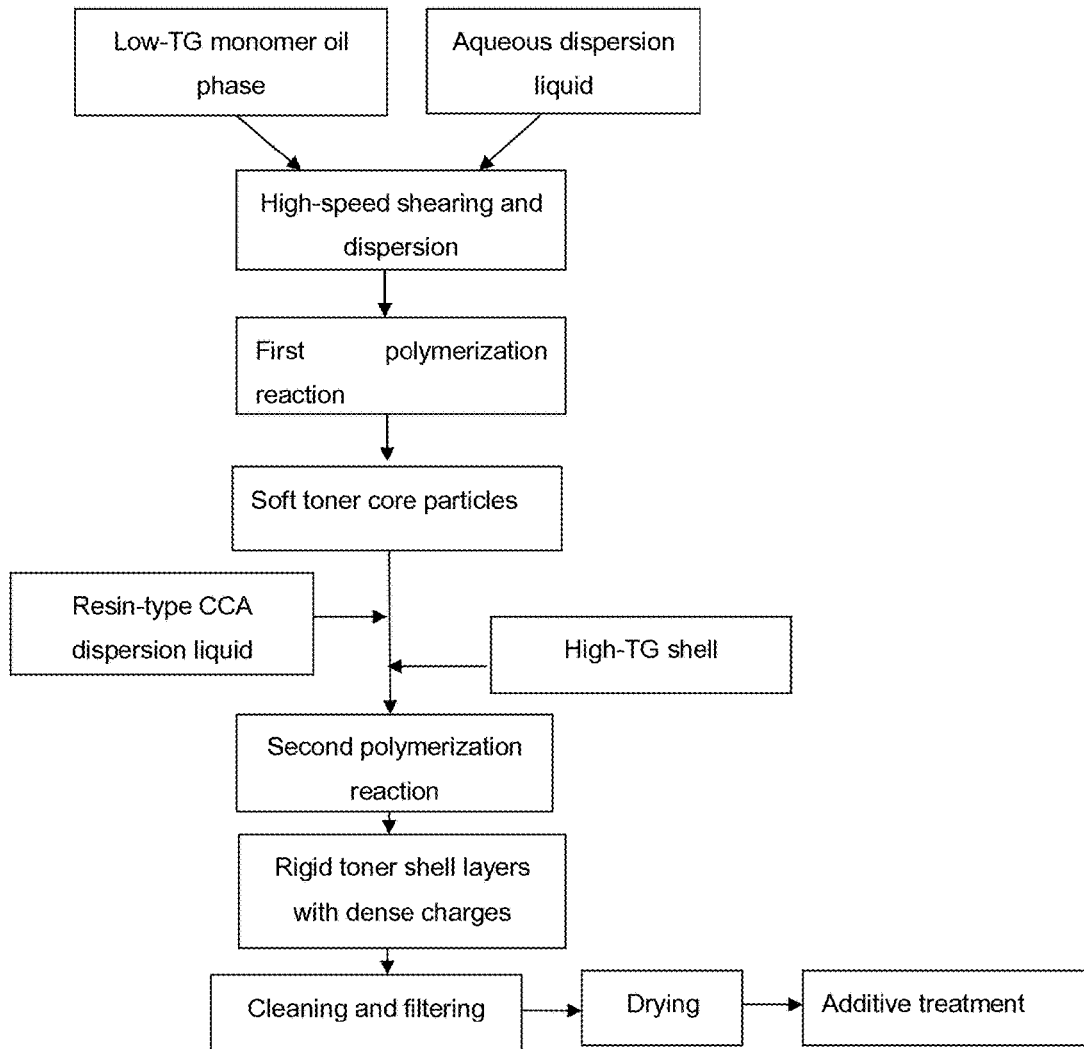 Low-TG monomer oil
phase
Aqueous dispersion
liquid
High-speed shearing and
dispersion
First polymerization
reaction
Soft toner core particles
Resin-type CCA
dispersion liquid
High-TG shell
Second polymerization
reaction
Rigid toner shell layers
with dense charges
Cleaning and filtering
Drying
Additive treatment